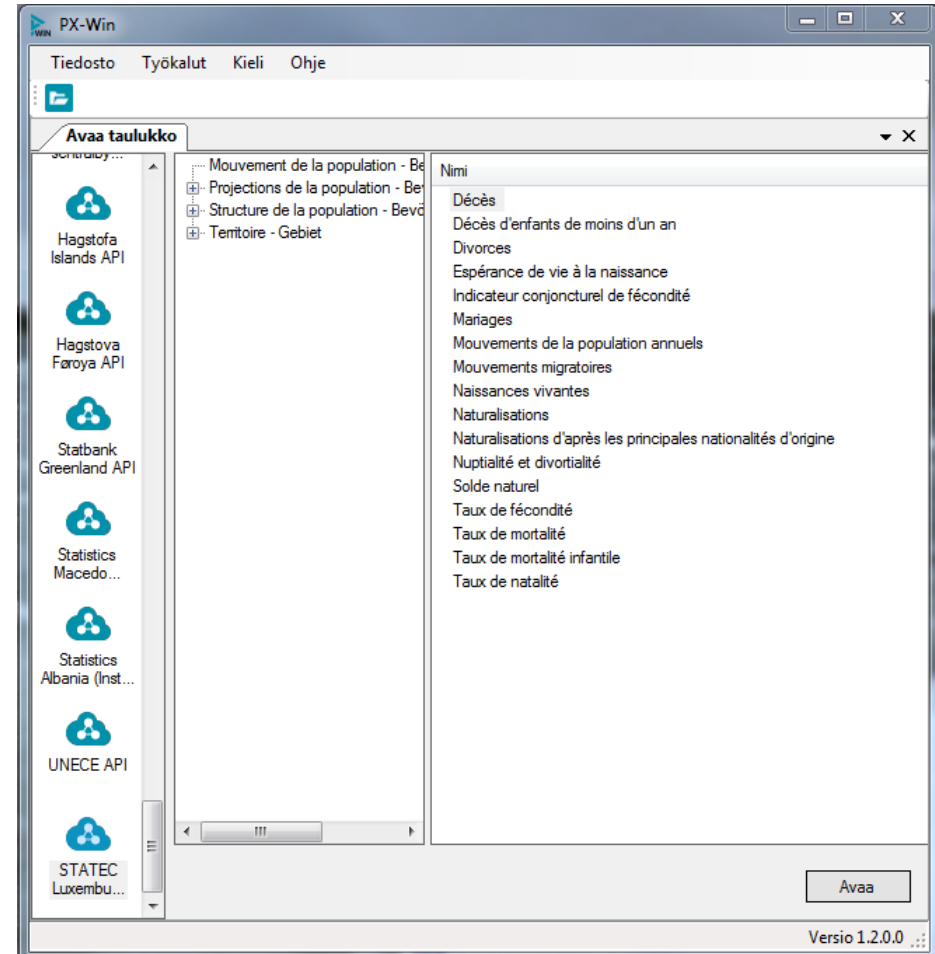 PX-Win
Tiedosto Työkalut Kieli Ohje
Avaa taulukko
Hagstofa
Islands API
Hagstova
Føroya API
Statbank
Greenland API
Statistics
Macedo...
Statistics
Albania (Inst...
UNECE API
STATEC
Luxembu...
Mouvement de la population - Be
Projections de la population - Be
Structure de la population - Bevö
Territoire - Gebiet
Nimi
Décès
Décès d'enfants de moins d'un an
Divorces
Espérance de vie à la naissance
Indicateur conjoncturel de fécondité
Mariages
Mouvements de la population annuels
Mouvements migratoires
Naissances vivantes
Naturalisations
Naturalisations d'après les principales nationalités d'origine
Nuptialité et divortialité
Solde naturel
Taux de fécondité
Taux de mortalité
Taux de mortalité infantile
Taux de natalité
Avaa
Versio 1.2.0.0